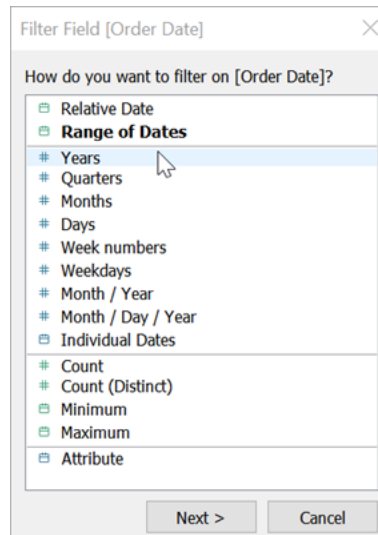 Filter Field [Order Date]
How do you want to filter on [Order Date]?
Relative Date
Range of Dates
# Years
# Quarters
# Months
# Days
# Week numbers
# Weekdays
# Month / Year
# Month / Day / Year
Individual Dates
# Count
# Count (Distinct)
Minimum
Maximum
Attribute
Next > Cancel